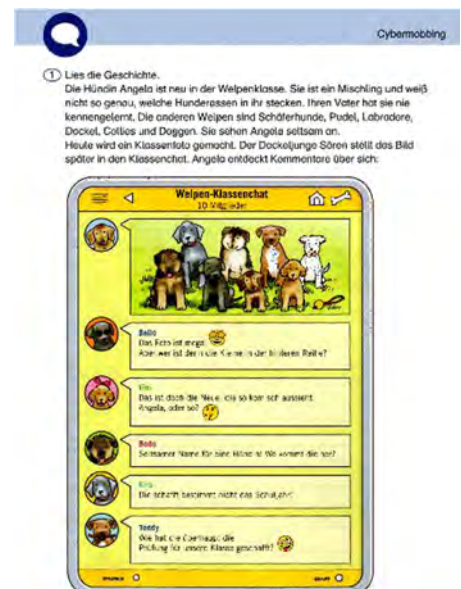 Cybermobbing
1 Lies die Geschichte.
Die Hündin Angela ist neu in der Welpenklasse. Sie ist ein Mischling und weiß
nicht so genau, welche Hunderassen in ihr stecken. Ihren Vater hat sie nie
kennengelernt. Die anderen Welpen sind Schäferhunde, Pudel, Labradore,
Dackel, Collies und Doggen. Sie sehen Angela seltsam an.
Heute wird ein Klassenfoto gemacht. Der Dackeljunge Sören stellt das Bild
später in den Klassenchat. Angela entdeckt Kommentare über sich:
Welpen-Klassenchat
10 Mitglieder
Bello
Das Foto ist mega!
Aber wer ist denn die Kleine in der hinteren Reihe?
Das ist doch die Neue, die so komisch aussieht.
Angela, oder so?
Bodo
Seltsamer Name für eine Hündin! Wo kommt die her?
Die schafft bestimmt nicht das Schuljahr!
Teddy
Wie hat die überhaupt die
Prüfung für unsere Klasse geschafft?